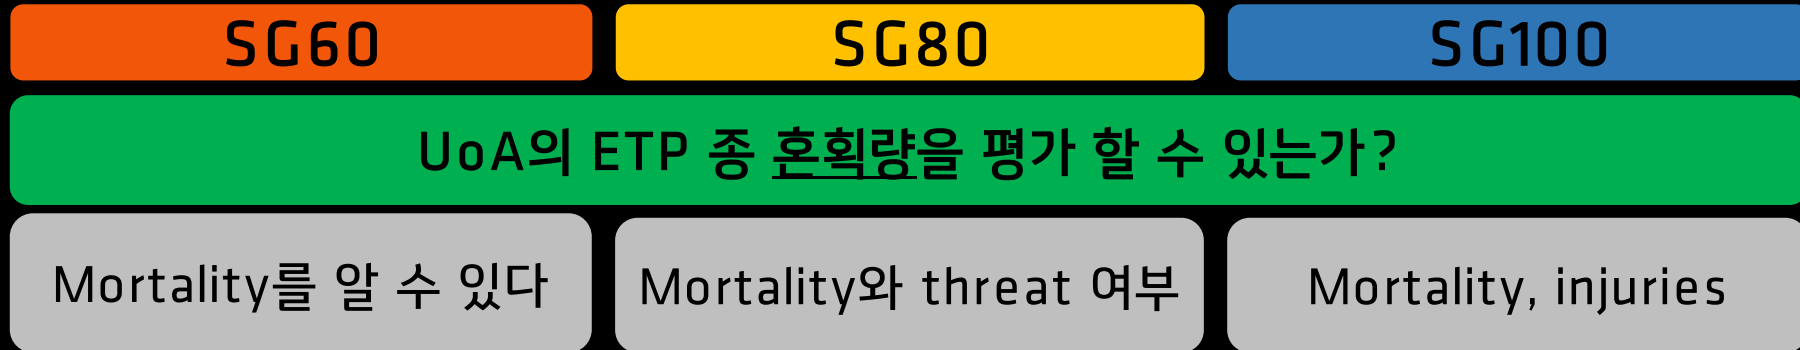 SG60
SG80
SG100
UoA의 ETP 종 혼획량을 평가 할 수 있는가?
Mortality를 알 수 있다
Mortality와 threat 여부
Mortality, injuries